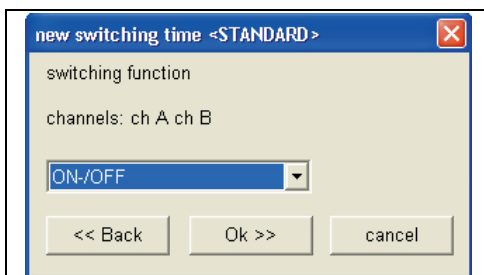 new switching time <STANDARD>
switching function
channels: ch A ch B
ON-/OFF
<< Back Ok >> cancel